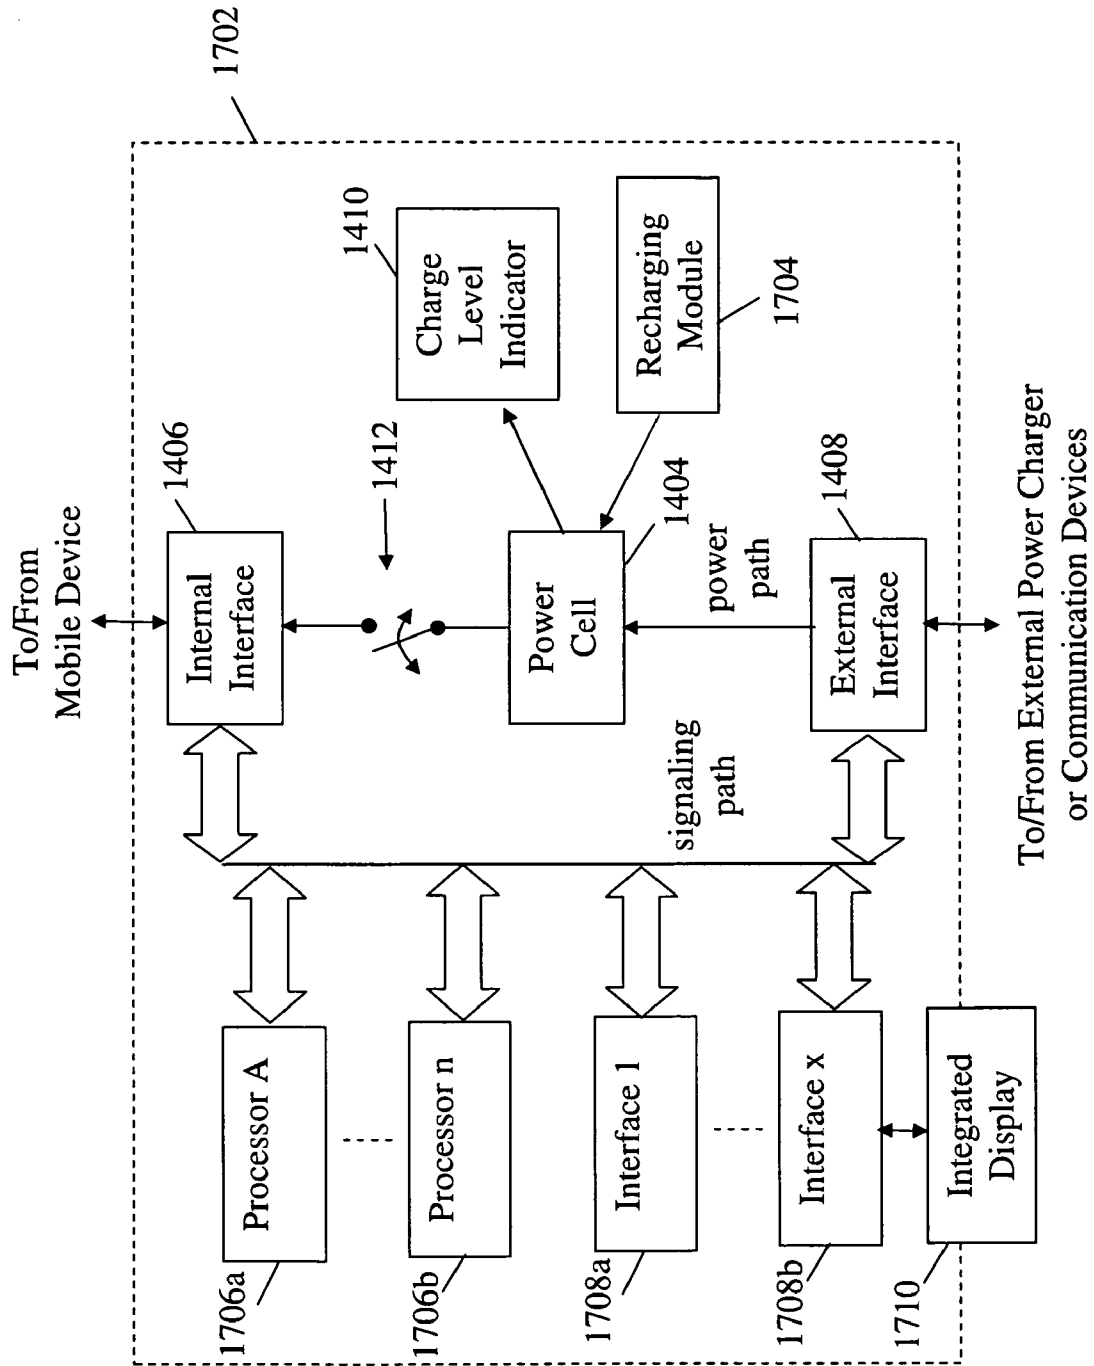 1702
To/From
Mobile Device
1406
Internal
Interface
1412
1410
Charge
Level
Indicator
Power
Cell
1404
Recharging
Module
1704
power
path
signaling
path
1408
External
Interface
To/From External Power Charger
or Communication Devices
Processor A
1706a
Processor n
1706b
Interface 1
1708a
Interface x
1708b
Integrated
Display
1710